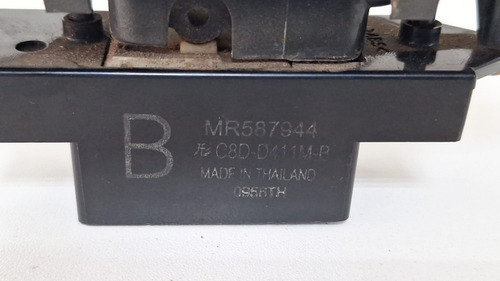 B
MR587944
C8D-D411M-P
MADE IN THAILAND
0956TH